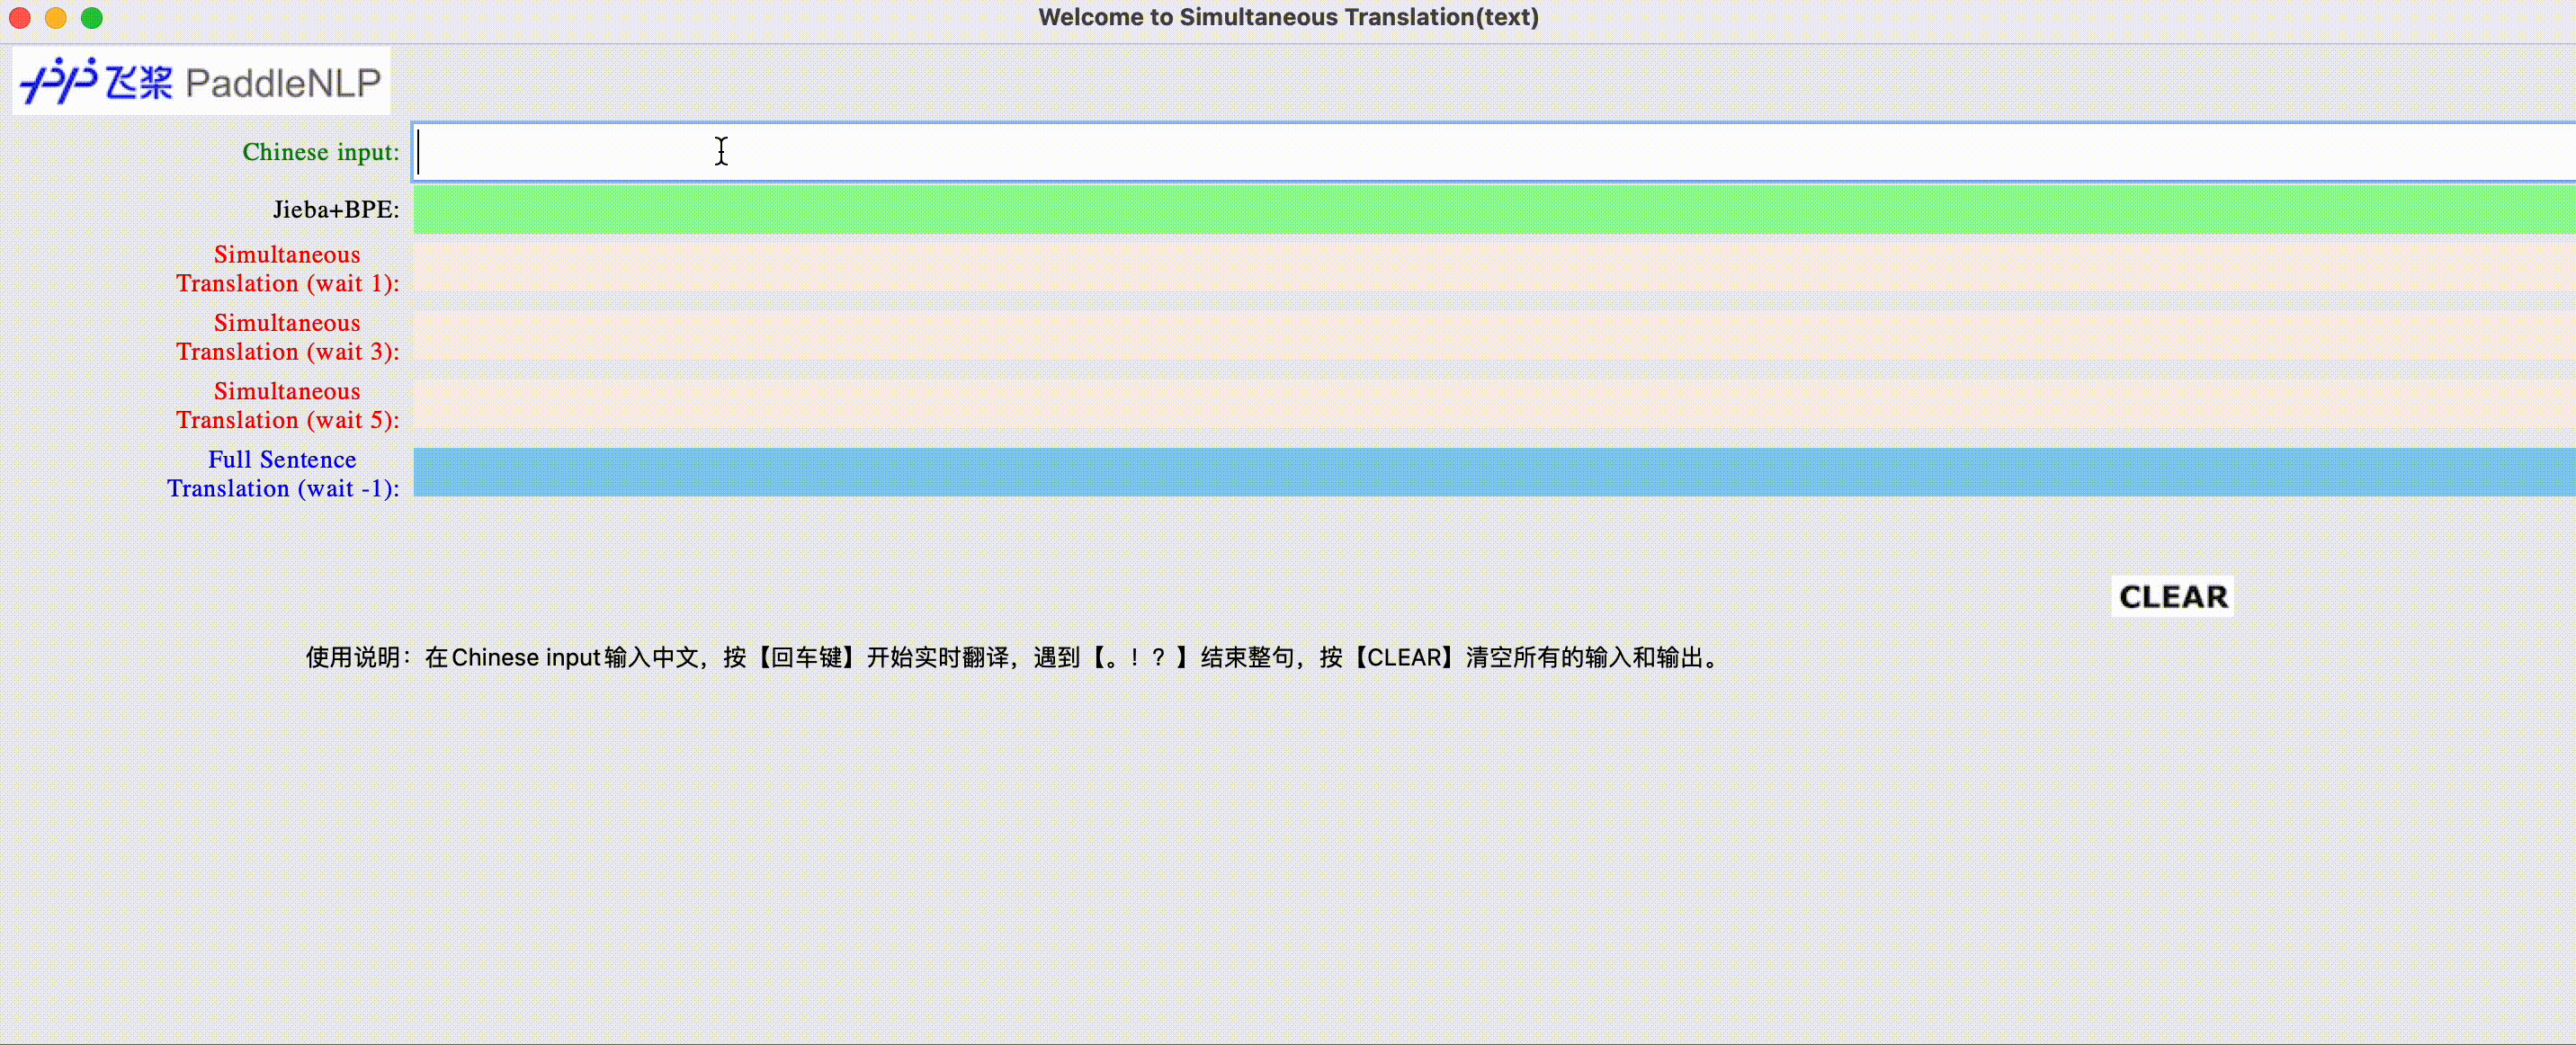 Welcome to Simultaneous Translation(text)
飞桨 PaddleNLP
Chinese input:
Jieba+BPE:
Simultaneous
Translation (wait 1):
Simultaneous
Translation (wait 3):
Simultaneous
Translation (wait 5):
Full Sentence
Translation (wait -1):
CLEAR
使用说明：在Chinese input输入中文，按【回车键】开始实时翻译，遇到【。！？】结束整句，按【CLEAR】清空所有的输入和输出。